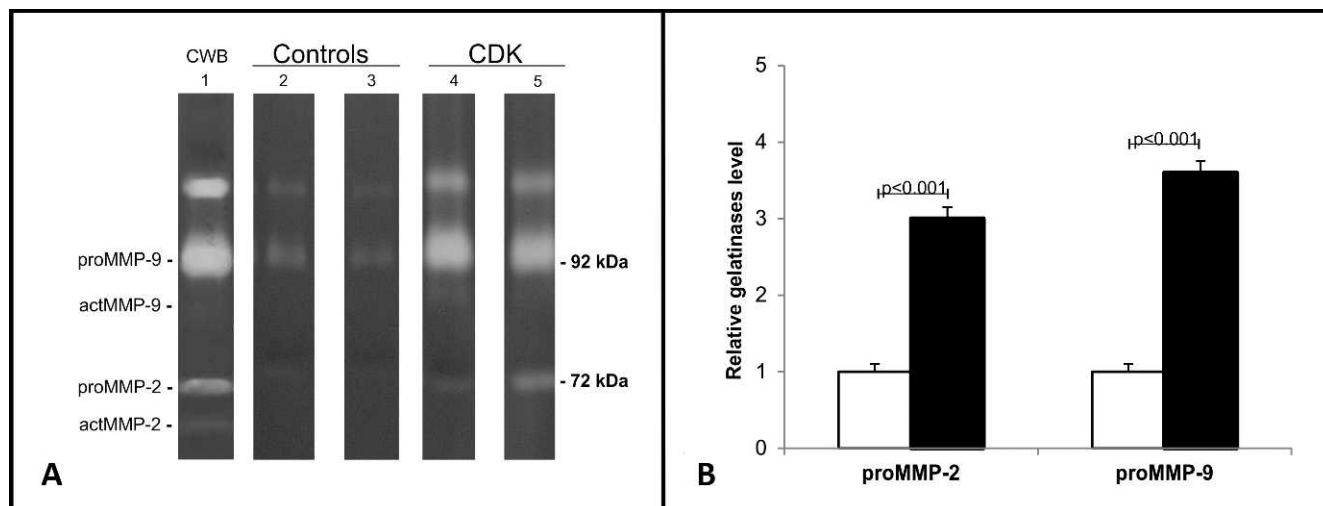 CWB Controls CDK
1 2 3 4 5
proMMP-9 -
- 92 kDa
actMMP-9 -
proMMP-2 -
- 72 kDa
actMMP-2 -
A
5
4
3
2
1
0
Relative gelatinases level
p<0.001
p<0.001
proMMP-2 proMMP-9
B